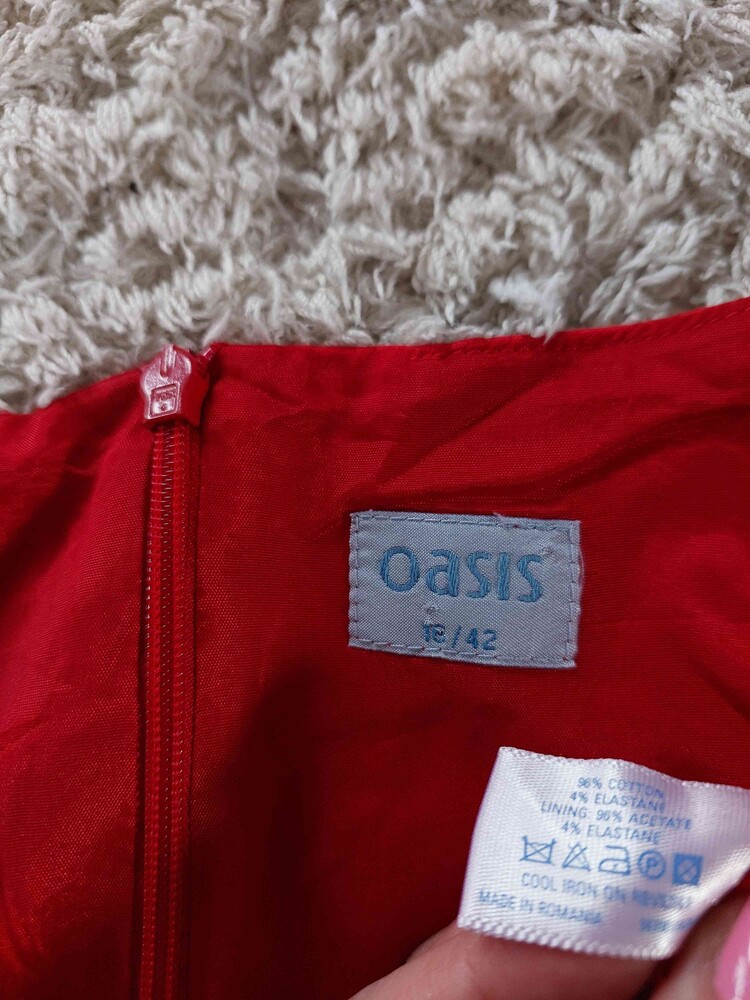 oasis
/42
96% COTTON
4% ELASTANE
LINING: 96% ACETATE
4% ELASTANE
P
COOL IRON ON REVERSE
MADE IN ROMANIA